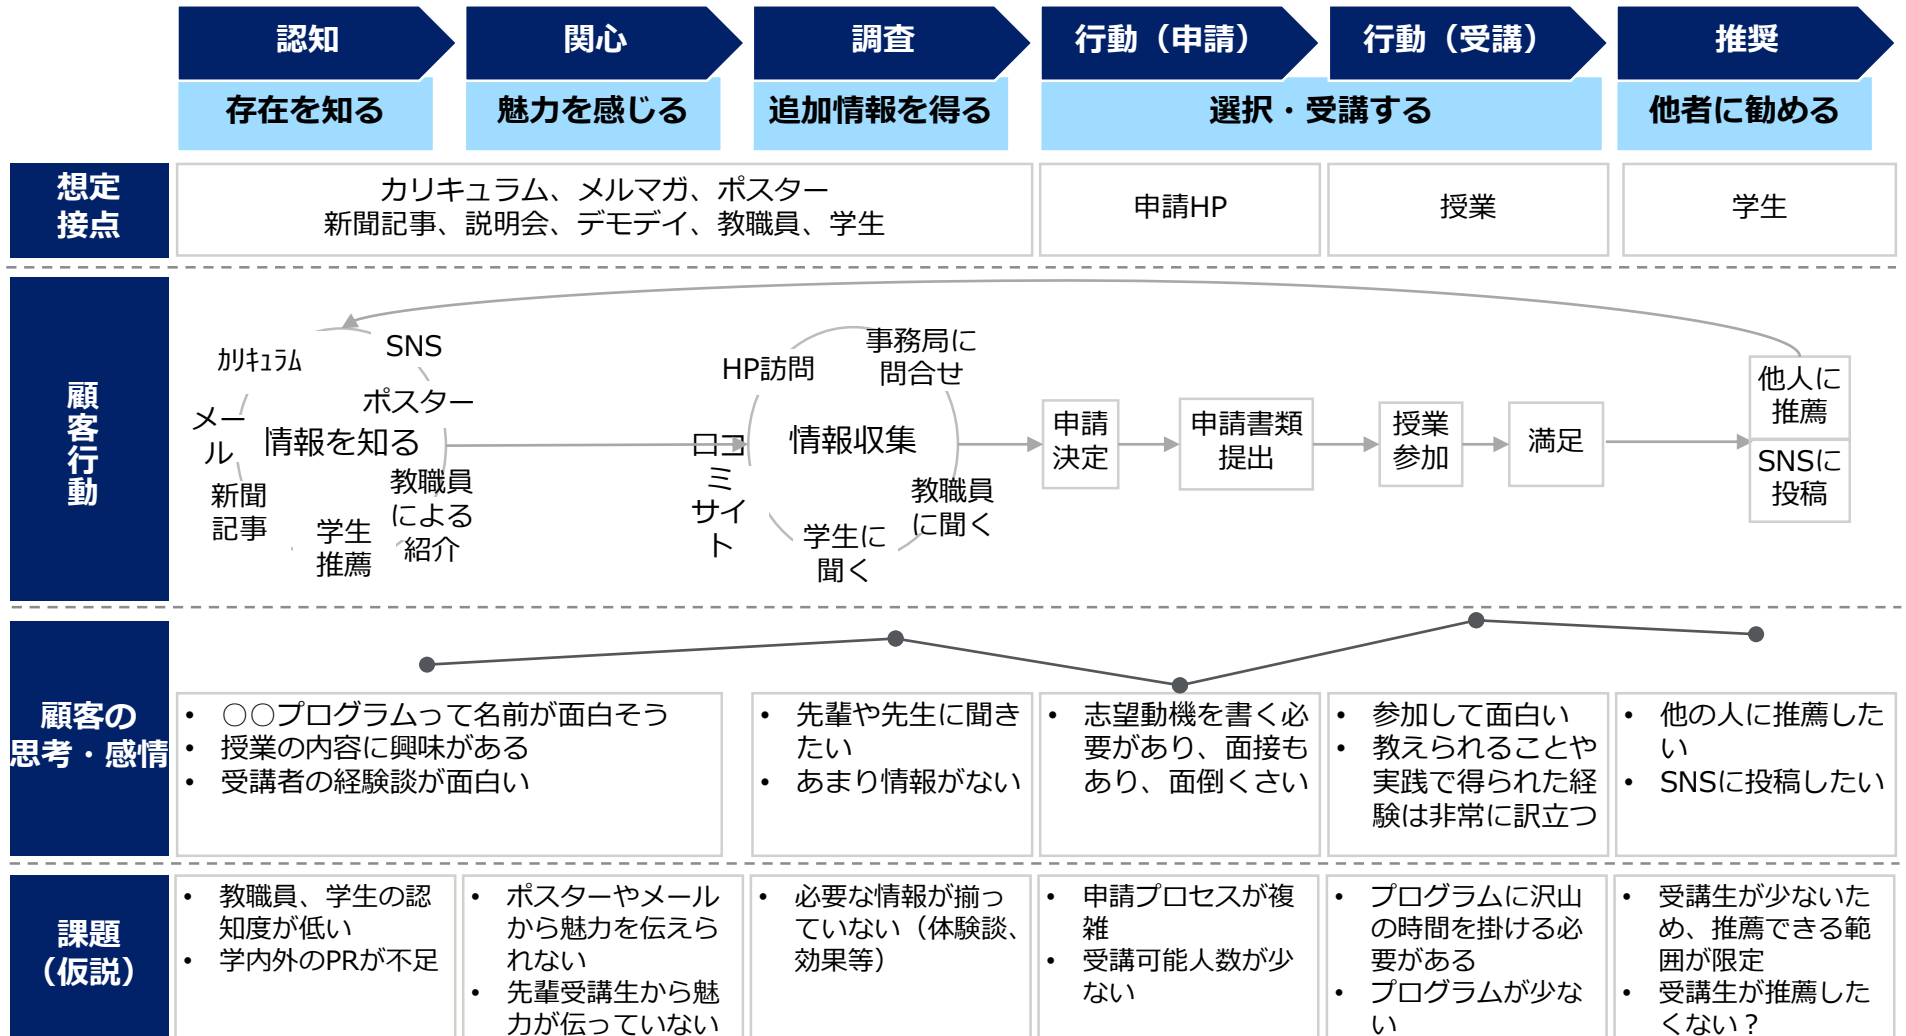 認知
関心
調査
行動（申請）
行動（受講）
推奨
存在を知る
魅力を感じる
追加情報を得る
選択・受講する
他者に勧める
想定
接点
カリキュラム、メルマガ、ポスター
新聞記事、説明会、デモデイ、教職員、学生
申請HP
授業
学生
顧客行動
ｶﾘｷｭﾗﾑ
SNS
ポスター
メー
ル
情報を知る
新聞
記事
学生
推薦
教職員
による
紹介
HP訪問
事務局に
問合せ
口コ
ミ
サイ
ト
情報収集
教職員
に聞く
学生に
聞く
申請
決定
申請書類
提出
授業
参加
満足
他人に
推薦
SNSに
投稿
顧客の
思考・感情
• 〇〇プログラムって名前が面白そう
• 授業の内容に興味がある
• 受講者の経験談が面白い
• 先輩や先生に聞き
たい
• あまり情報がない
• 志望動機を書く必
要があり、面接も
あり、面倒くさい
• 参加して面白い
• 教えられることや
実践で得られた経
験は非常に訳立つ
• 他の人に推薦した
い
• SNSに投稿したい
課題
（仮説）
• 教職員、学生の認
知度が低い
• 学内外のPRが不足
• ポスターやメール
から魅力を伝えら
れない
• 先輩受講生から魅
力が伝っていない
• 必要な情報が揃っ
ていない（体験談、
効果等）
• 申請プロセスが複
雑
• 受講可能人数が少
ない
• プログラムに沢山
の時間を掛ける必
要がある
• プログラムが少な
い
• 受講生が少ないた
め、推薦できる範
囲が限定
• 受講生が推薦した
くない？